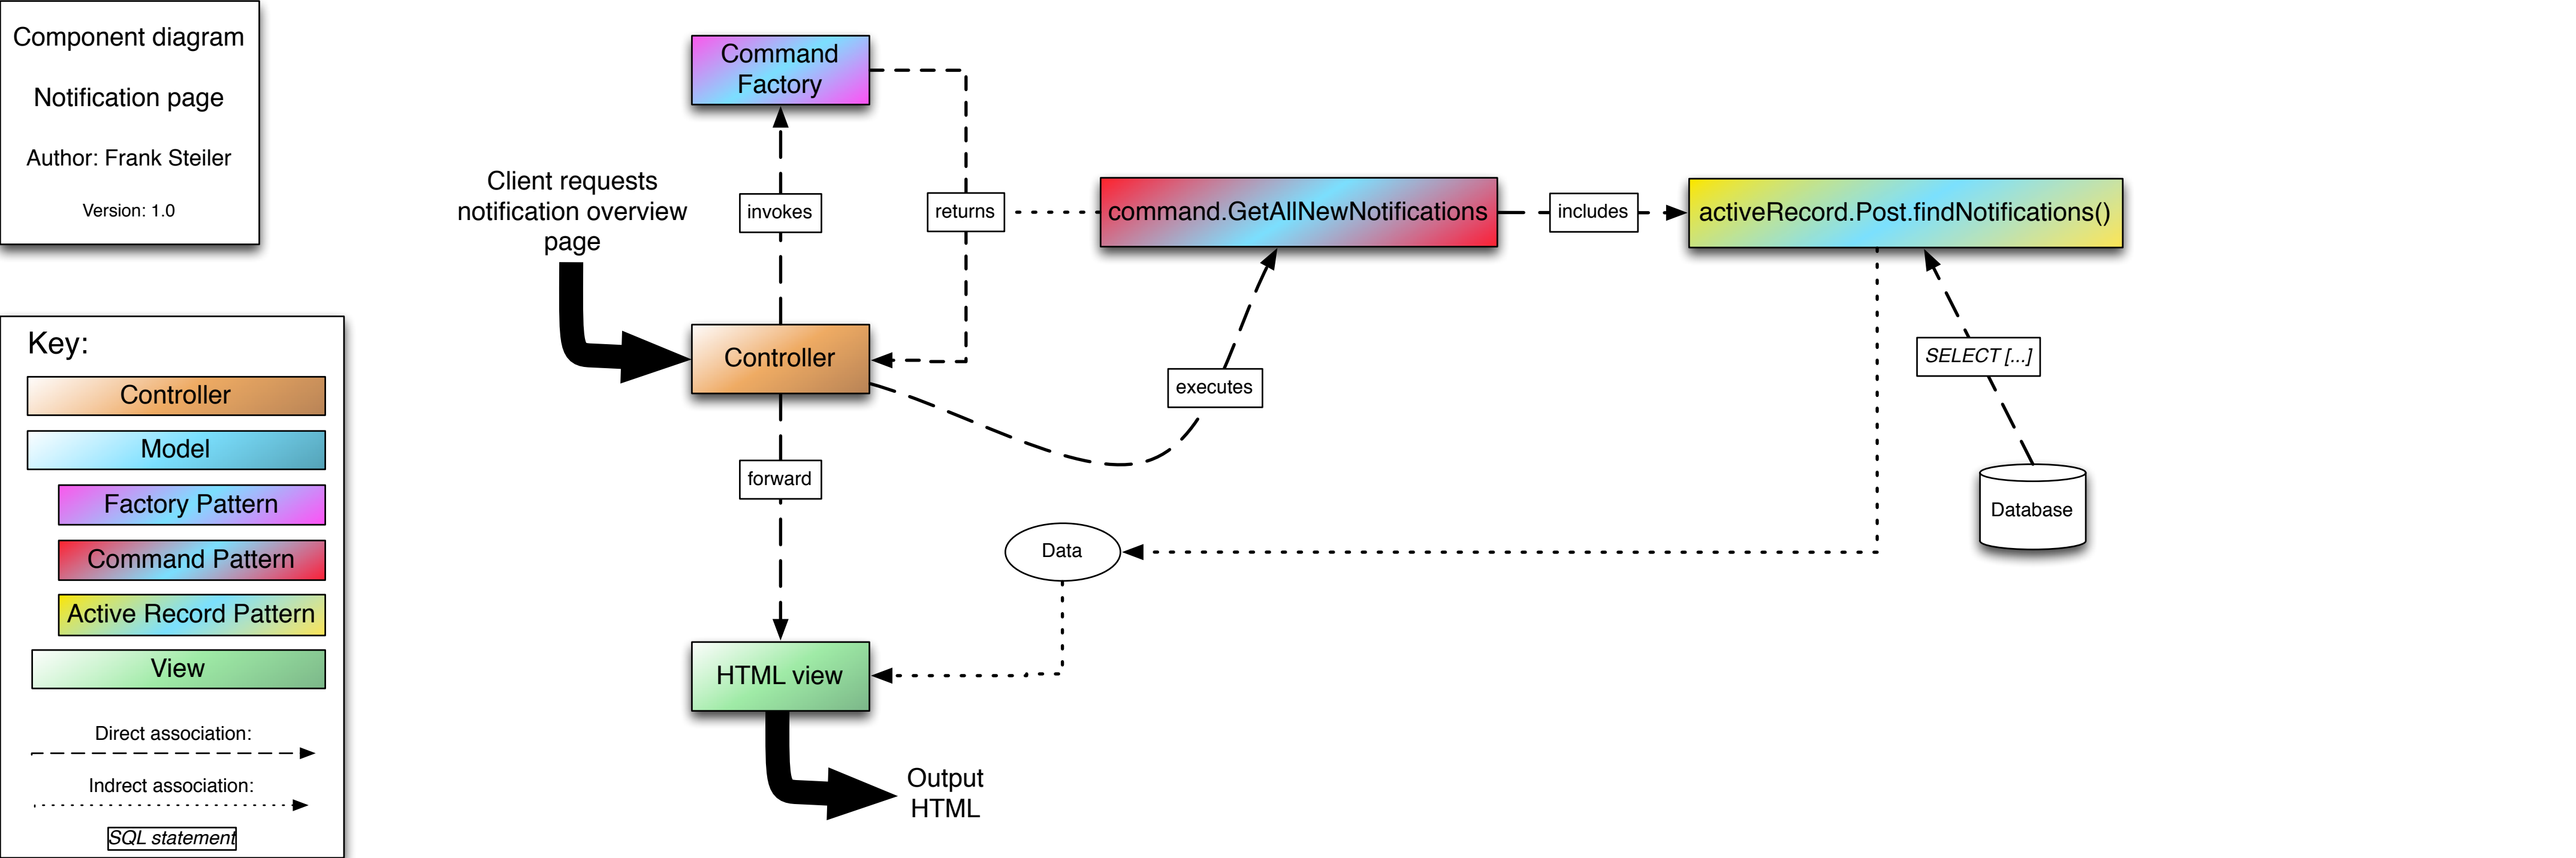 Component diagram
Notification page
Author: Frank Steiler
Version: 1.0
Key:
Controller
Model
Factory Pattern
Command Pattern
Active Record Pattern
View
Direct association:
Indirect association:
SQL statement
Client requests
notification overview
page
Command
Factory
invokes
returns
command.GetAllNewNotifications
includes
activeRecord.Post.findNotifications()
Controller
executes
SELECT [...]
forward
Data
Database
HTML view
Output
HTML